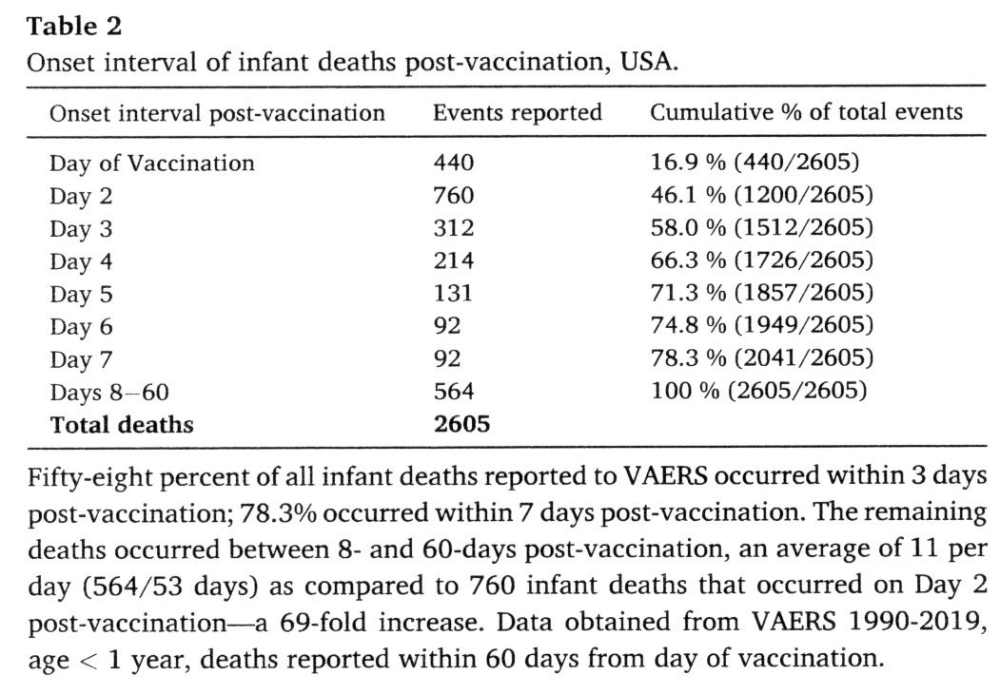 Table 2
Onset interval of infant deaths post-vaccination, USA.
Onset interval post-vaccination Events reported Cumulative % of total events
Day of Vaccination 440 16.9 % (440/2605)
Day 2 760 46.1 % (1200/2605)
Day 3 312 58.0 % (1512/2605)
Day 4 214 66.3 % (1726/2605)
Day 5 131 71.3 % (1857/2605)
Day 6 92 74.8 % (1949/2605)
Day 7 92 78.3 % (2041/2605)
Days 8–60 564 100 % (2605/2605)
Total deaths 2605
Fifty-eight percent of all infant deaths reported to VAERS occurred within 3 days
post-vaccination; 78.3% occurred within 7 days post-vaccination. The remaining
deaths occurred between 8- and 60-days post-vaccination, an average of 11 per
day (564/53 days) as compared to 760 infant deaths that occurred on Day 2
post-vaccination—a 69-fold increase. Data obtained from VAERS 1990-2019,
age < 1 year, deaths reported within 60 days from day of vaccination.